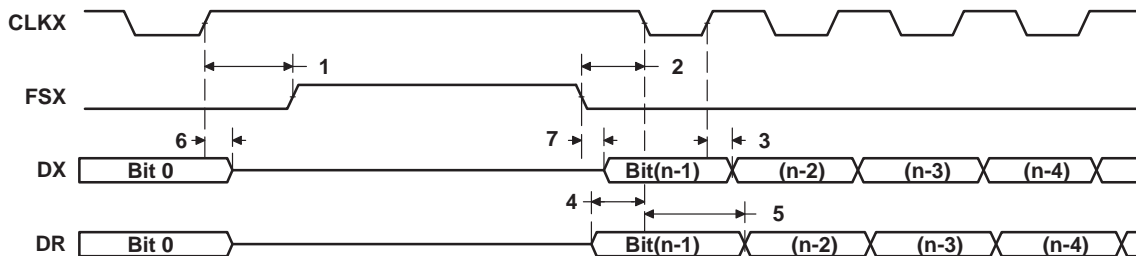 CLKX
1 2
FSX
6 7 3
DX Bit 0 Bit(n-1) (n-2) (n-3) (n-4)
4 5
DR Bit 0 Bit(n-1) (n-2) (n-3) (n-4)